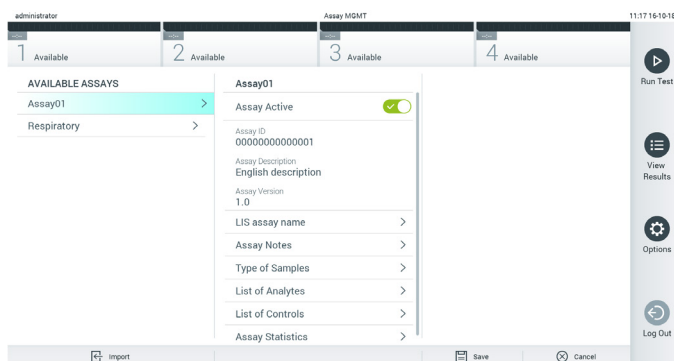 administrator
Assay MGMT
11:17 16-10-18
--:--
1 Available
--:--
2 Available
--:--
3 Available
--:--
4 Available
AVAILABLE ASSAYS
Assay01
Respiratory
Assay01
Assay Active
Assay ID
00000000000001
Assay Description
English description
Assay Version
1.0
LIS assay name
Assay Notes
Type of Samples
List of Analytes
List of Controls
Assay Statistics
Run Test
View
Results
Options
Log Out
Import
Save
Cancel